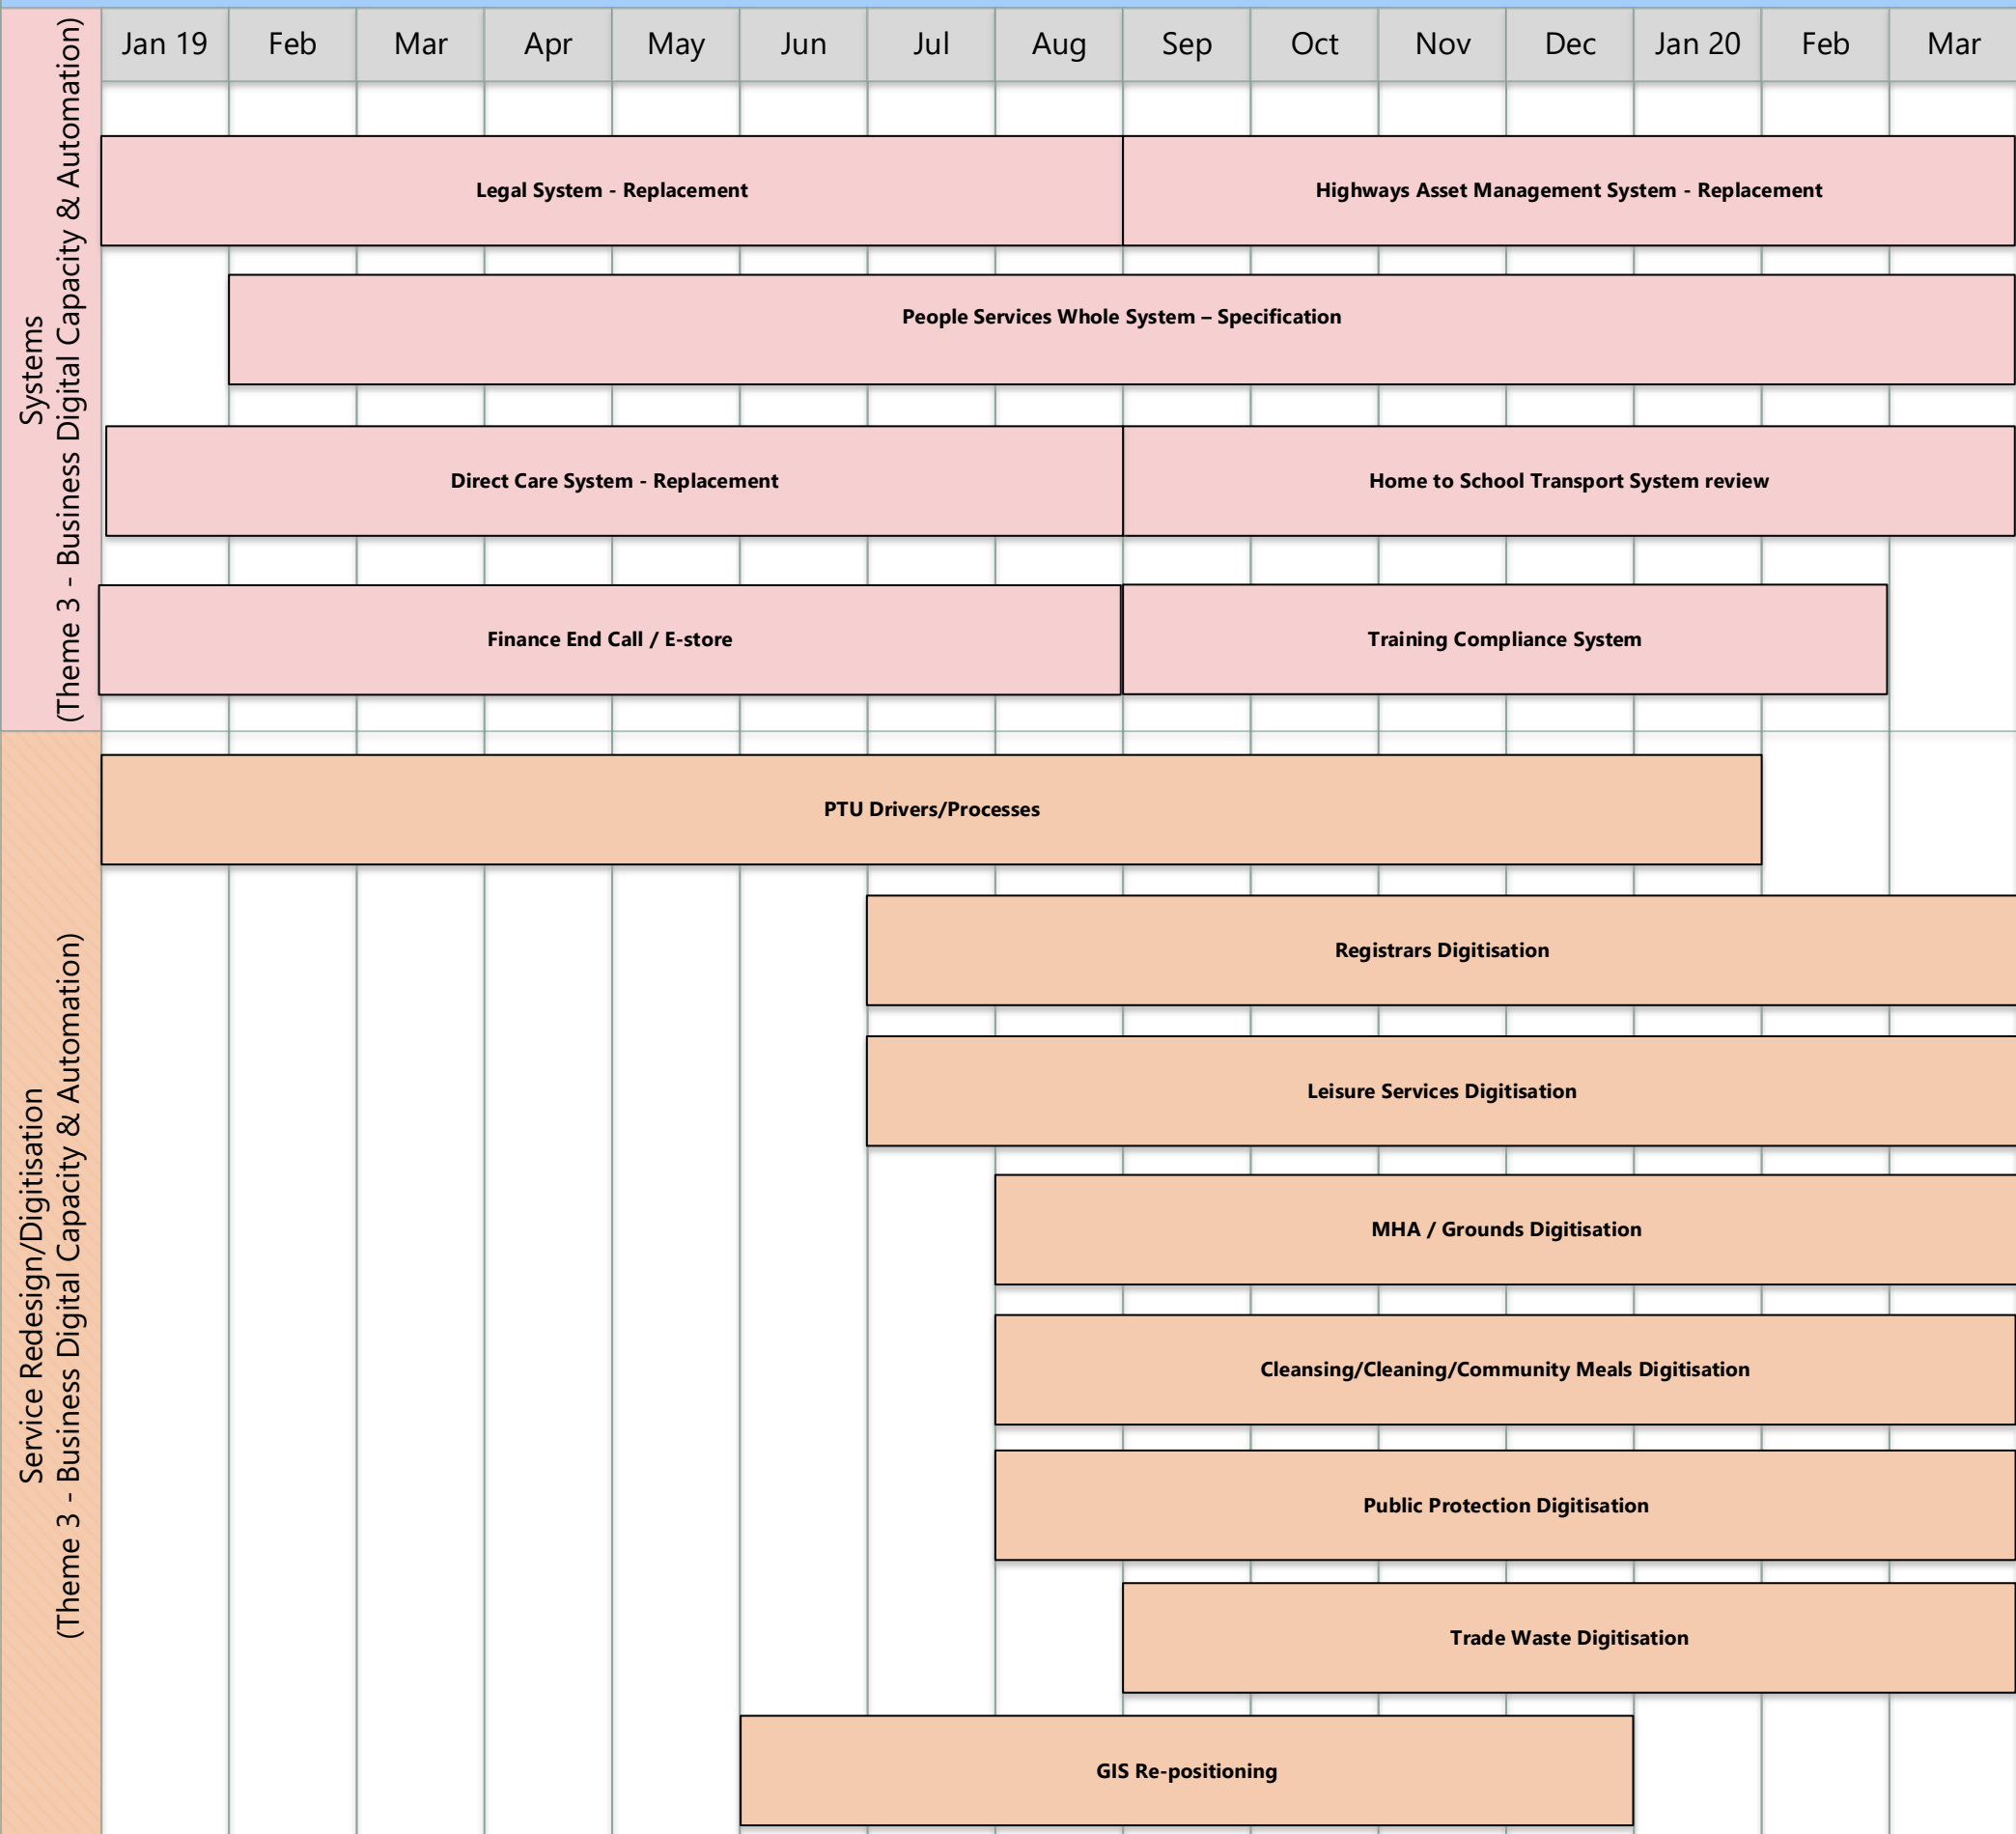 Jan 19 Feb Mar Apr May Jun Jul Aug Sep Oct Nov Dec Jan 20 Feb Mar
Systems
(Theme 3 - Business Digital Capacity & Automation)
Legal System - Replacement
Highways Asset Management System - Replacement
People Services Whole System – Specification
Direct Care System - Replacement
Home to School Transport System review
Finance End Call / E-store
Training Compliance System
Service Redesign/Digitisation
(Theme 3 - Business Digital Capacity & Automation)
PTU Drivers/Processes
Registrars Digitisation
Leisure Services Digitisation
MHA / Grounds Digitisation
Cleansing/Cleaning/Community Meals Digitisation
Public Protection Digitisation
Trade Waste Digitisation
GIS Re-positioning